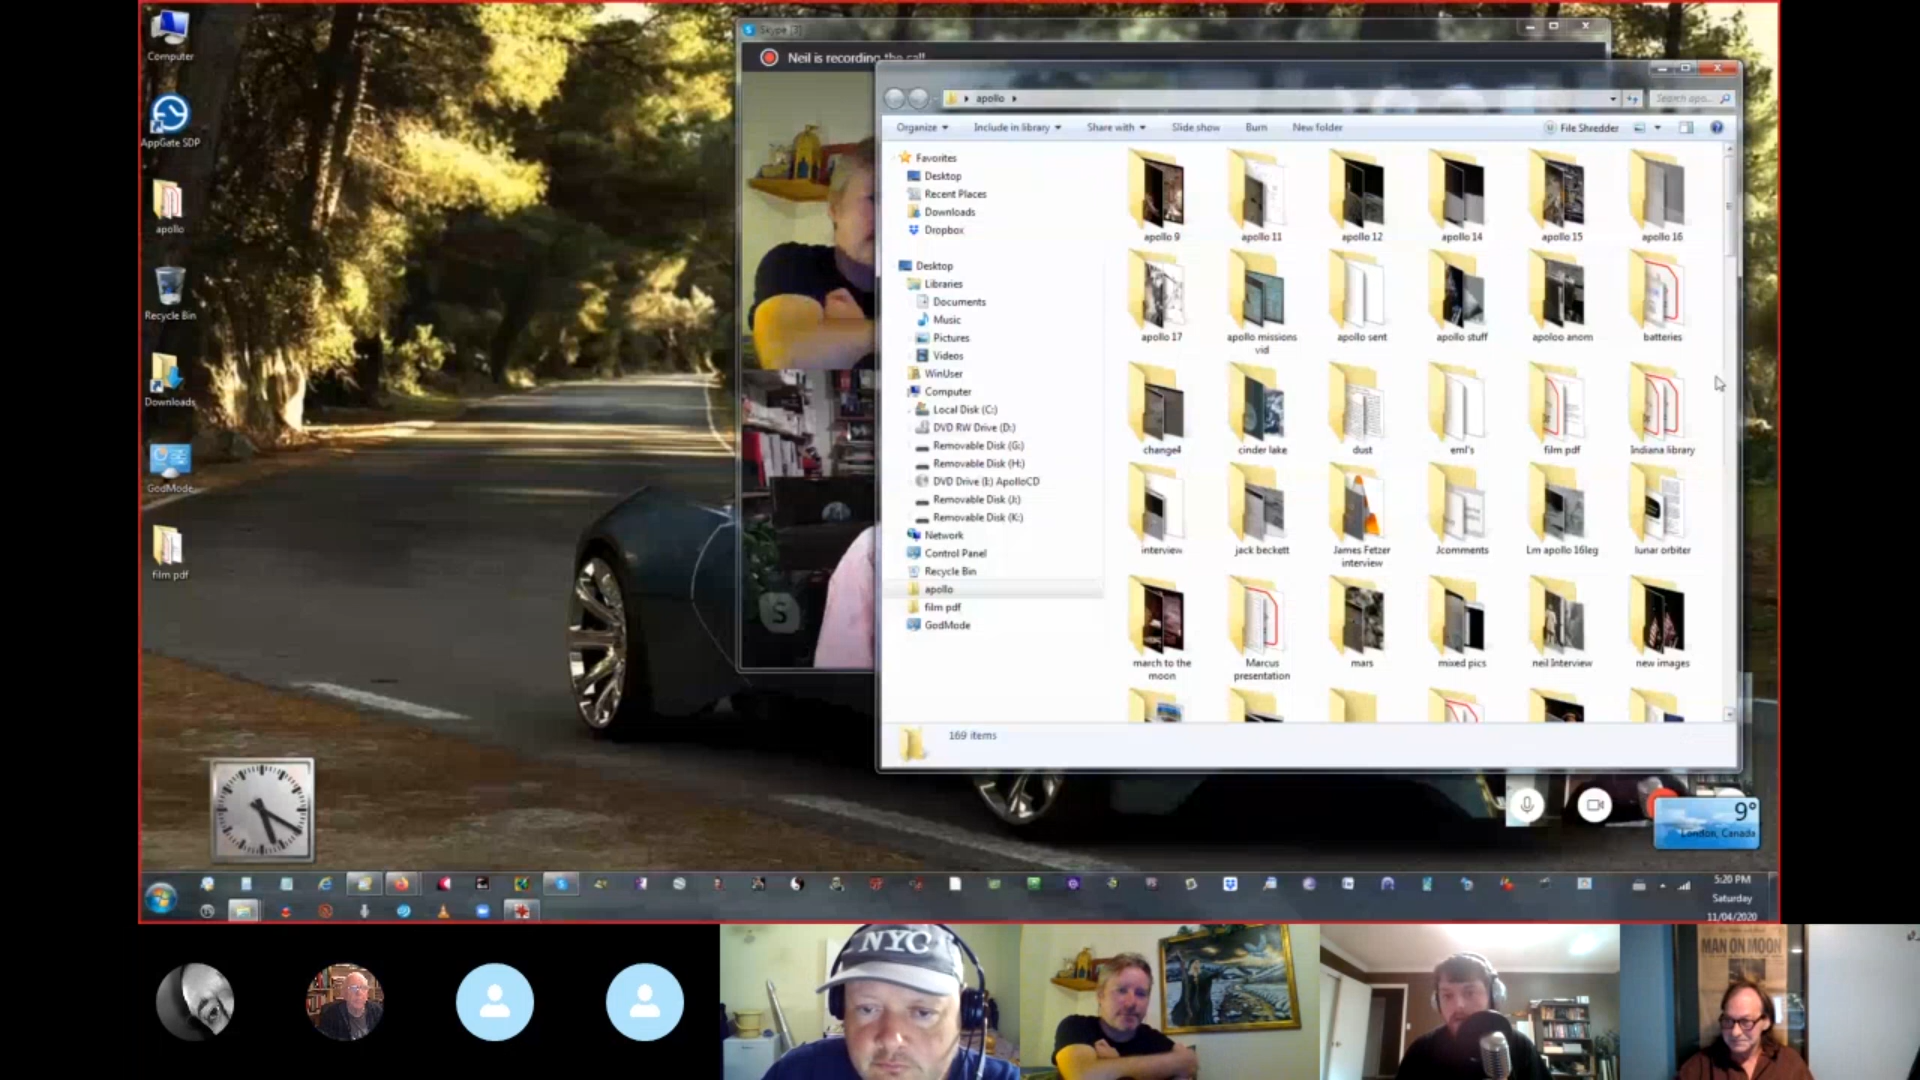 Computer
AppGate SDP
apollo
Recycle Bin
Downloads
GodMode
film pdf
Skype [3]
Neil is recording the call
apollo
Search apo...
Organize
Include in library
Share with
Slide show
Burn
New folder
File Shredder
Favorites
Desktop
Recent Places
Downloads
Dropbox
Desktop
Libraries
Documents
Music
Pictures
Videos
WinUser
Computer
Local Disk (C:)
DVD RW Drive (D:)
Removable Disk (G:)
Removable Disk (H:)
DVD Drive (I:) ApolloCD
Removable Disk (J:)
Removable Disk (K:)
Network
Control Panel
Recycle Bin
apollo
film pdf
GodMode
apollo 9
apollo 11
apollo 12
apollo 14
apollo 15
apollo 16
apollo 17
apollo missions
vid
apollo sent
apollo stuff
apoloo anom
batteries
change4
cinder lake
dust
eml's
film pdf
Indiana library
interview
jack beckett
James Fetzer
interview
Jcomments
Lm apollo 16leg
lunar orbiter
march to the
moon
Marcus
presentation
mars
mixed pics
neil Interview
new images
169 items
S
9°
London, Canada
5:20 PM
Saturday
11/04/2020
NYC
MAN ON MOON